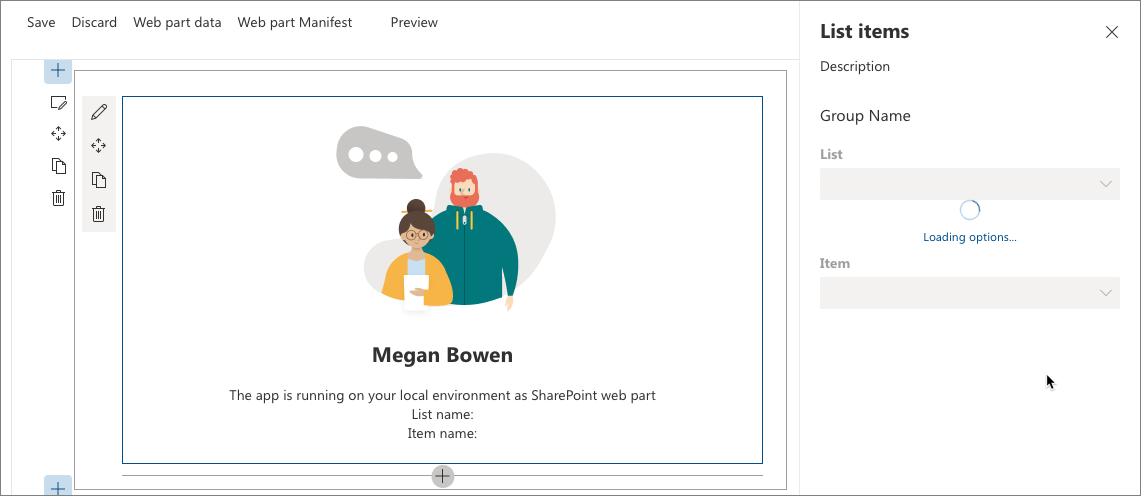 Save Discard Web part data Web part Manifest Preview
Megan Bowen
The app is running on your local environment as SharePoint web part
List name:
Item name:
List items
Description
Group Name
List
Loading options...
Item